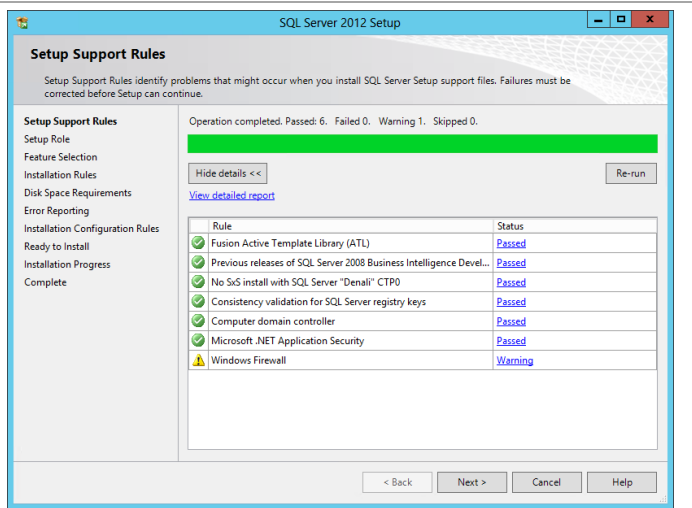 SQL Server 2012 Setup
Setup Support Rules
Setup Support Rules identify problems that might occur when you install SQL Server Setup support files. Failures must be
corrected before Setup can continue.
Setup Support Rules
Setup Role
Feature Selection
Installation Rules
Disk Space Requirements
Error Reporting
Installation Configuration Rules
Ready to Install
Installation Progress
Complete
Operation completed. Passed: 6. Failed 0. Warning 1. Skipped 0.
Hide details <<
Re-run
View detailed report
Rule Status
Fusion Active Template Library (ATL) Passed
Previous releases of SQL Server 2008 Business Intelligence Devel... Passed
No SxS install with SQL Server "Denali" CTP0 Passed
Consistency validation for SQL Server registry keys Passed
Computer domain controller Passed
Microsoft .NET Application Security Passed
Windows Firewall Warning
< Back Next > Cancel Help